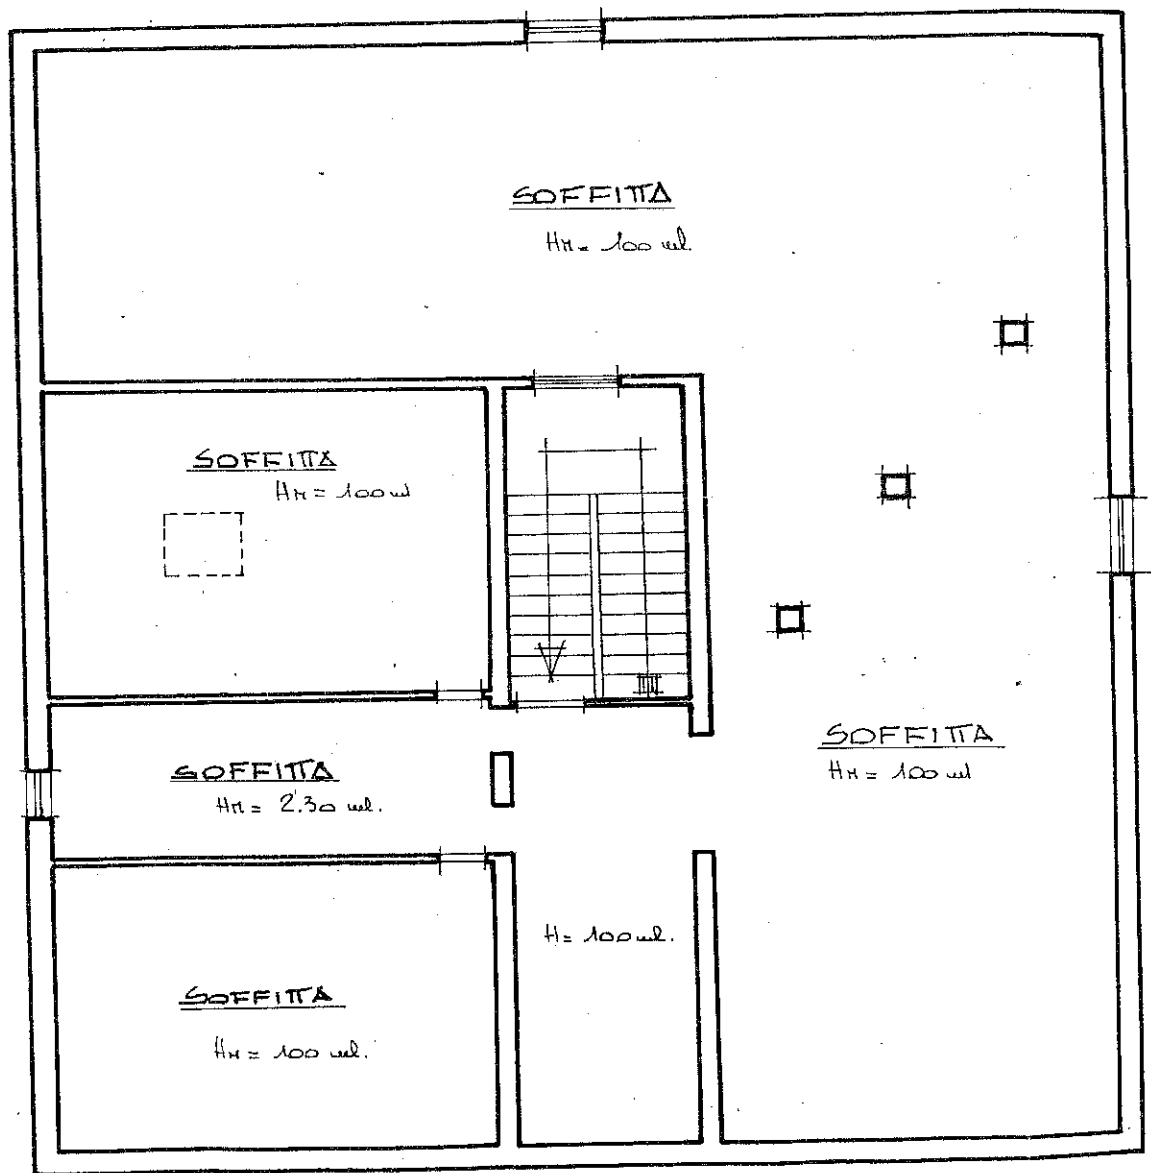 SOFFITTA
HM= 100 ml.
SOFFITTA
HM= 100 ml
SOFFITTA
HM= 2.30 ml.
SOFFITTA
HM= 100 ml
H= 100 ml.
SOFFITTA
HM= 100 ml.